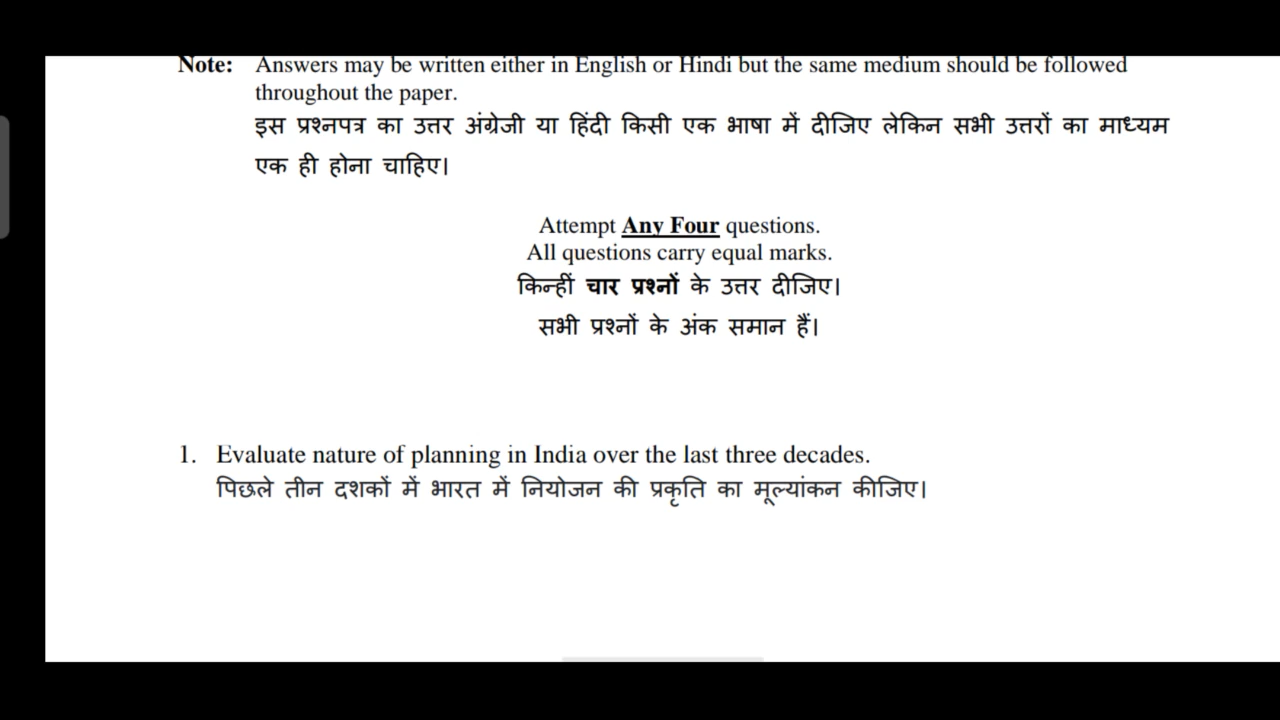 Note: Answers may be written either in English or Hindi but the same medium should be followed
throughout the paper.
इस प्रश्नपत्र का उत्तर अंग्रेजी या हिंदी किसी एक भाषा में दीजिए लेकिन सभी उत्तरों का माध्यम
एक ही होना चाहिए।
Attempt Any Four questions.
All questions carry equal marks.
किन्हीं चार प्रश्नों के उत्तर दीजिए।
सभी प्रश्नों के अंक समान हैं।
1. Evaluate nature of planning in India over the last three decades.
पिछले तीन दशकों में भारत में नियोजन की प्रकृति का मूल्यांकन कीजिए।